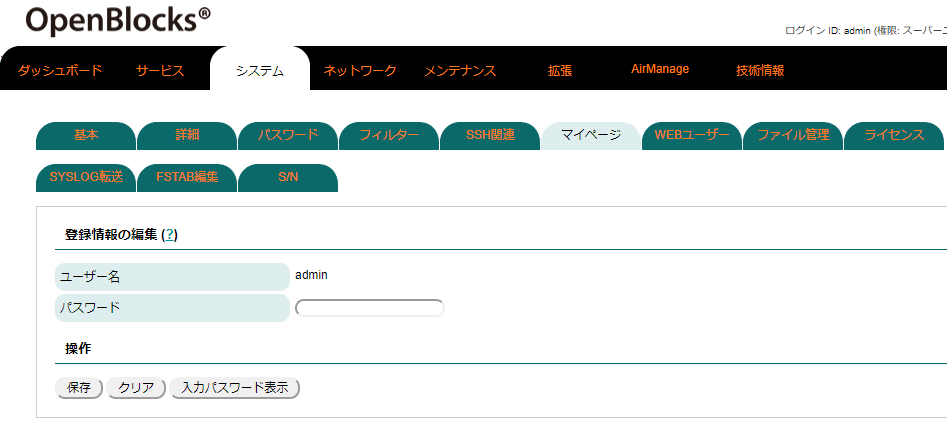 OpenBlocks®
ログイン ID: admin (権限: スーパーユ
ダッシュボード サービス システム ネットワーク メンテナンス 拡張 AirManage 技術情報
基本 詳細 パスワード フィルター SSH関連 マイページ WEBユーザー ファイル管理 ライセンス
SYSLOG転送 FSTAB編集 S/N
登録情報の編集 (?)
ユーザー名 admin
パスワード
操作
保存 クリア 入力パスワード表示